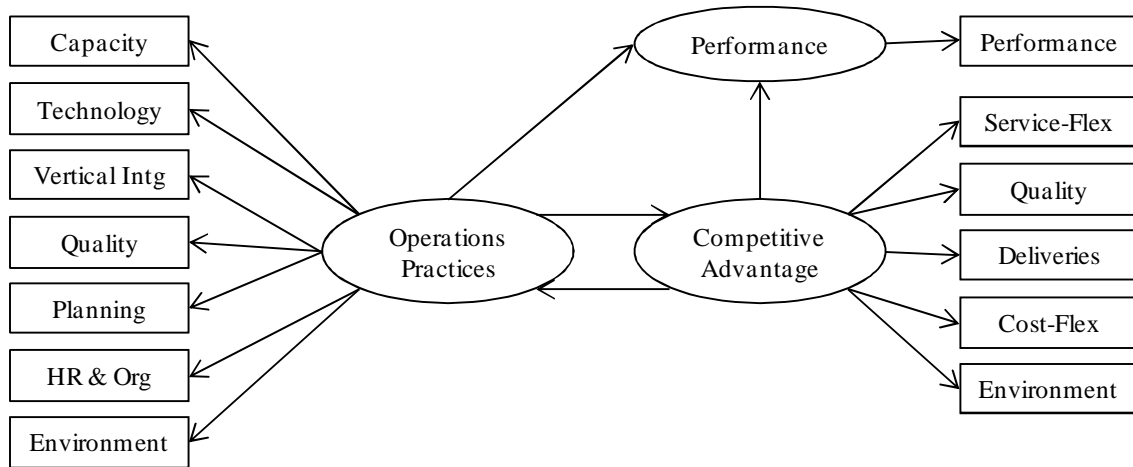 Capacity
Technology
Vertical Intg
Quality
Planning
HR & Org
Environment
Operations
Practices
Performance
Competitive
Advantage
Performance
Service-Flex
Quality
Deliveries
Cost-Flex
Environment